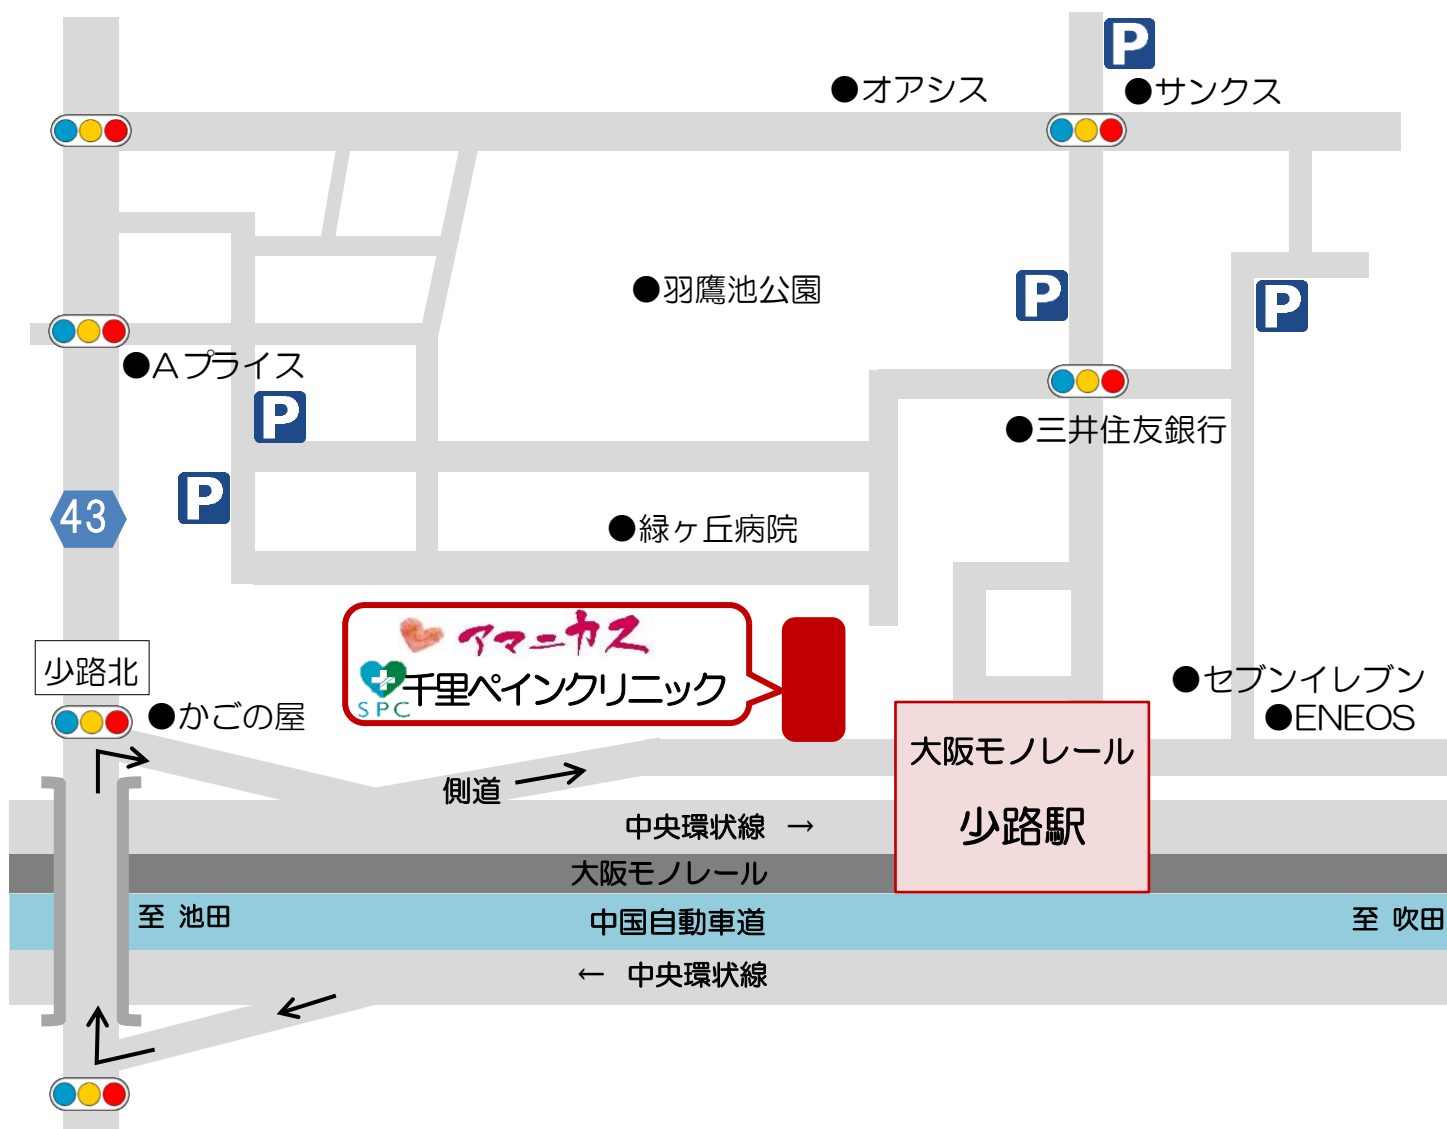 P
●オアシス
●サンクス
●羽鷹池公園
P
P
●Aプライス
P
●三井住友銀行
P
43
●緑ヶ丘病院
アマニカス
千里ペインクリニック
SPC
少路北
●かごの屋
●セブンイレブン
●ENEOS
大阪モノレール
少路駅
側道
中央環状線 →
大阪モノレール
至 池田
中国自動車道
至 吹田
← 中央環状線